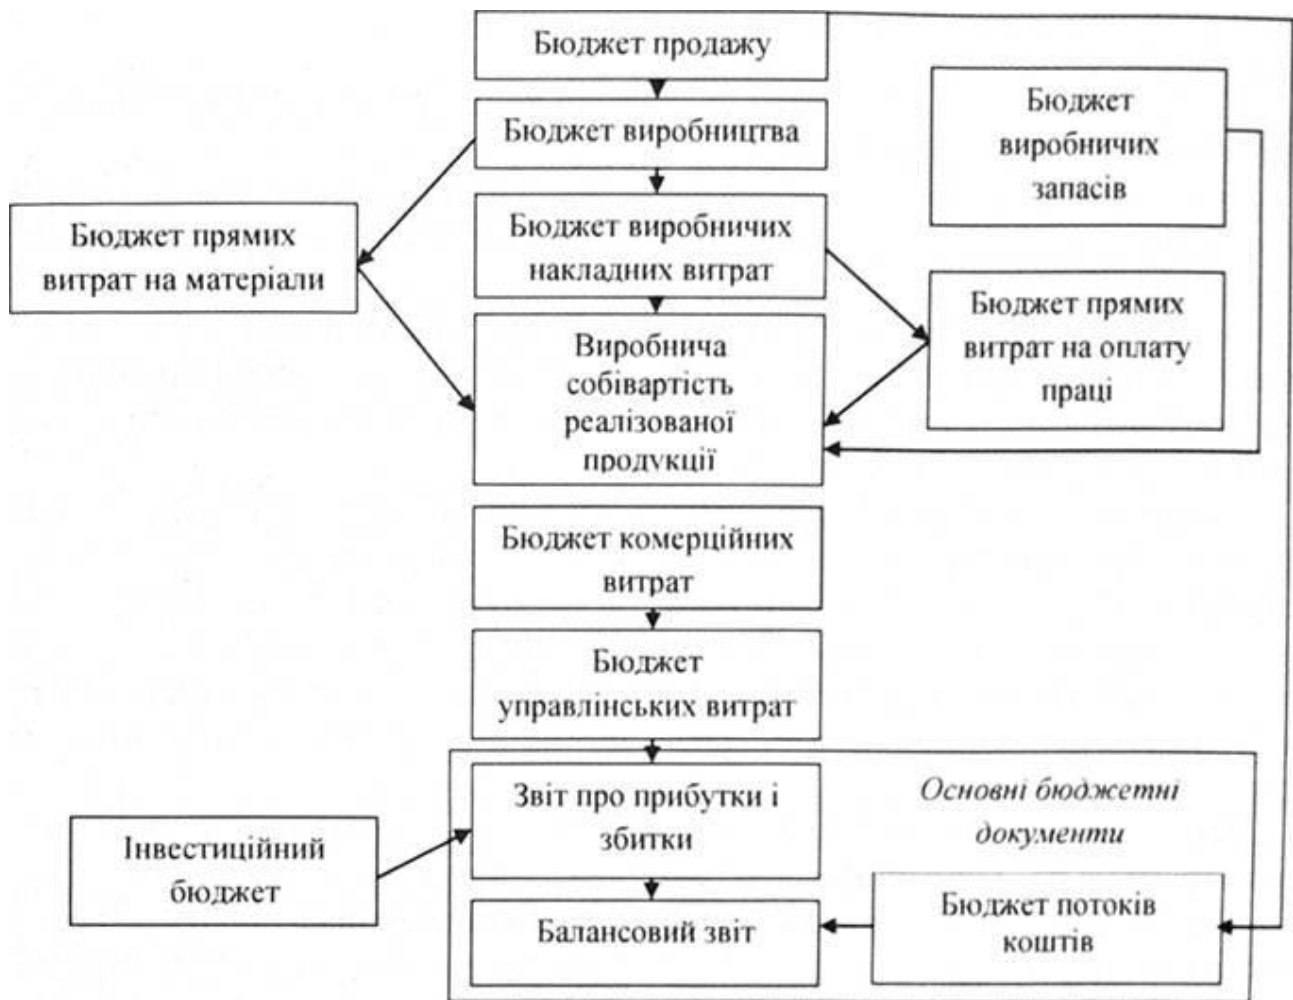 Бюджет продажу
Бюджет виробництва
Бюджет
виробничих
запасів
Бюджет прямих
витрат на матеріали
Бюджет виробничих
накладних витрат
Бюджет прямих
витрат на оплату
праці
Виробнича
собівартість
реалізованої
продукції
Бюджет комерційних
витрат
Бюджет
управлінських витрат
Звіт про прибутки і
збитки
Основні бюджетні
документи
Інвестиційний
бюджет
Балансовий звіт
Бюджет потоків
коштів